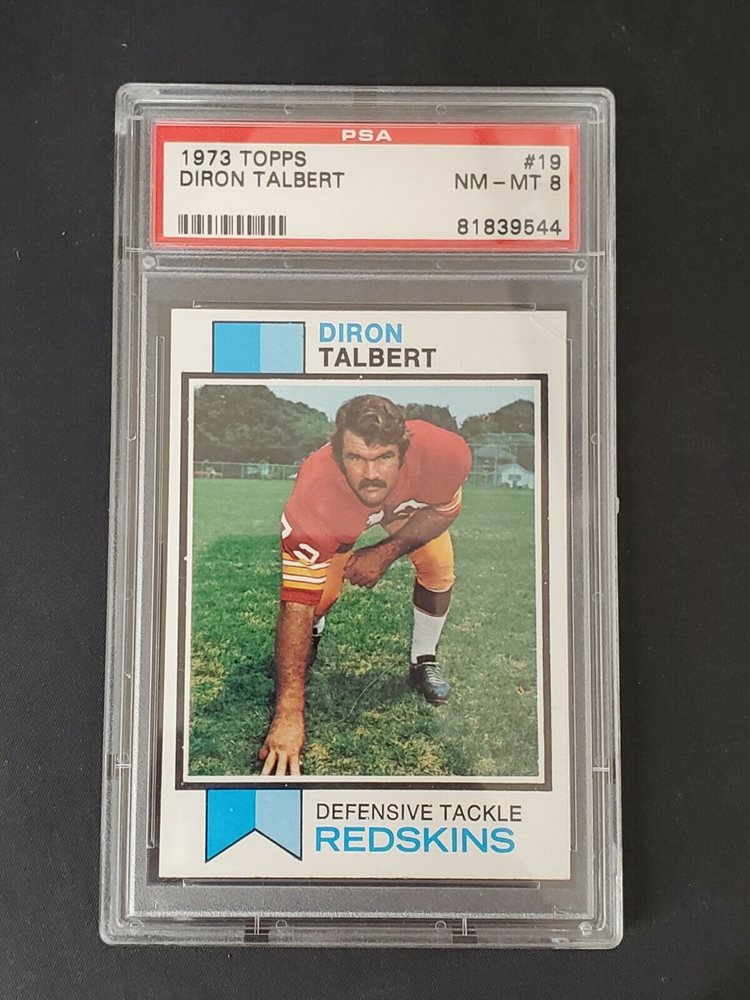 PSA
1973 TOPPS #19
DIRON TALBERT NM - MT 8
81839544
DIRON
TALBERT
DEFENSIVE TACKLE
REDSKINS